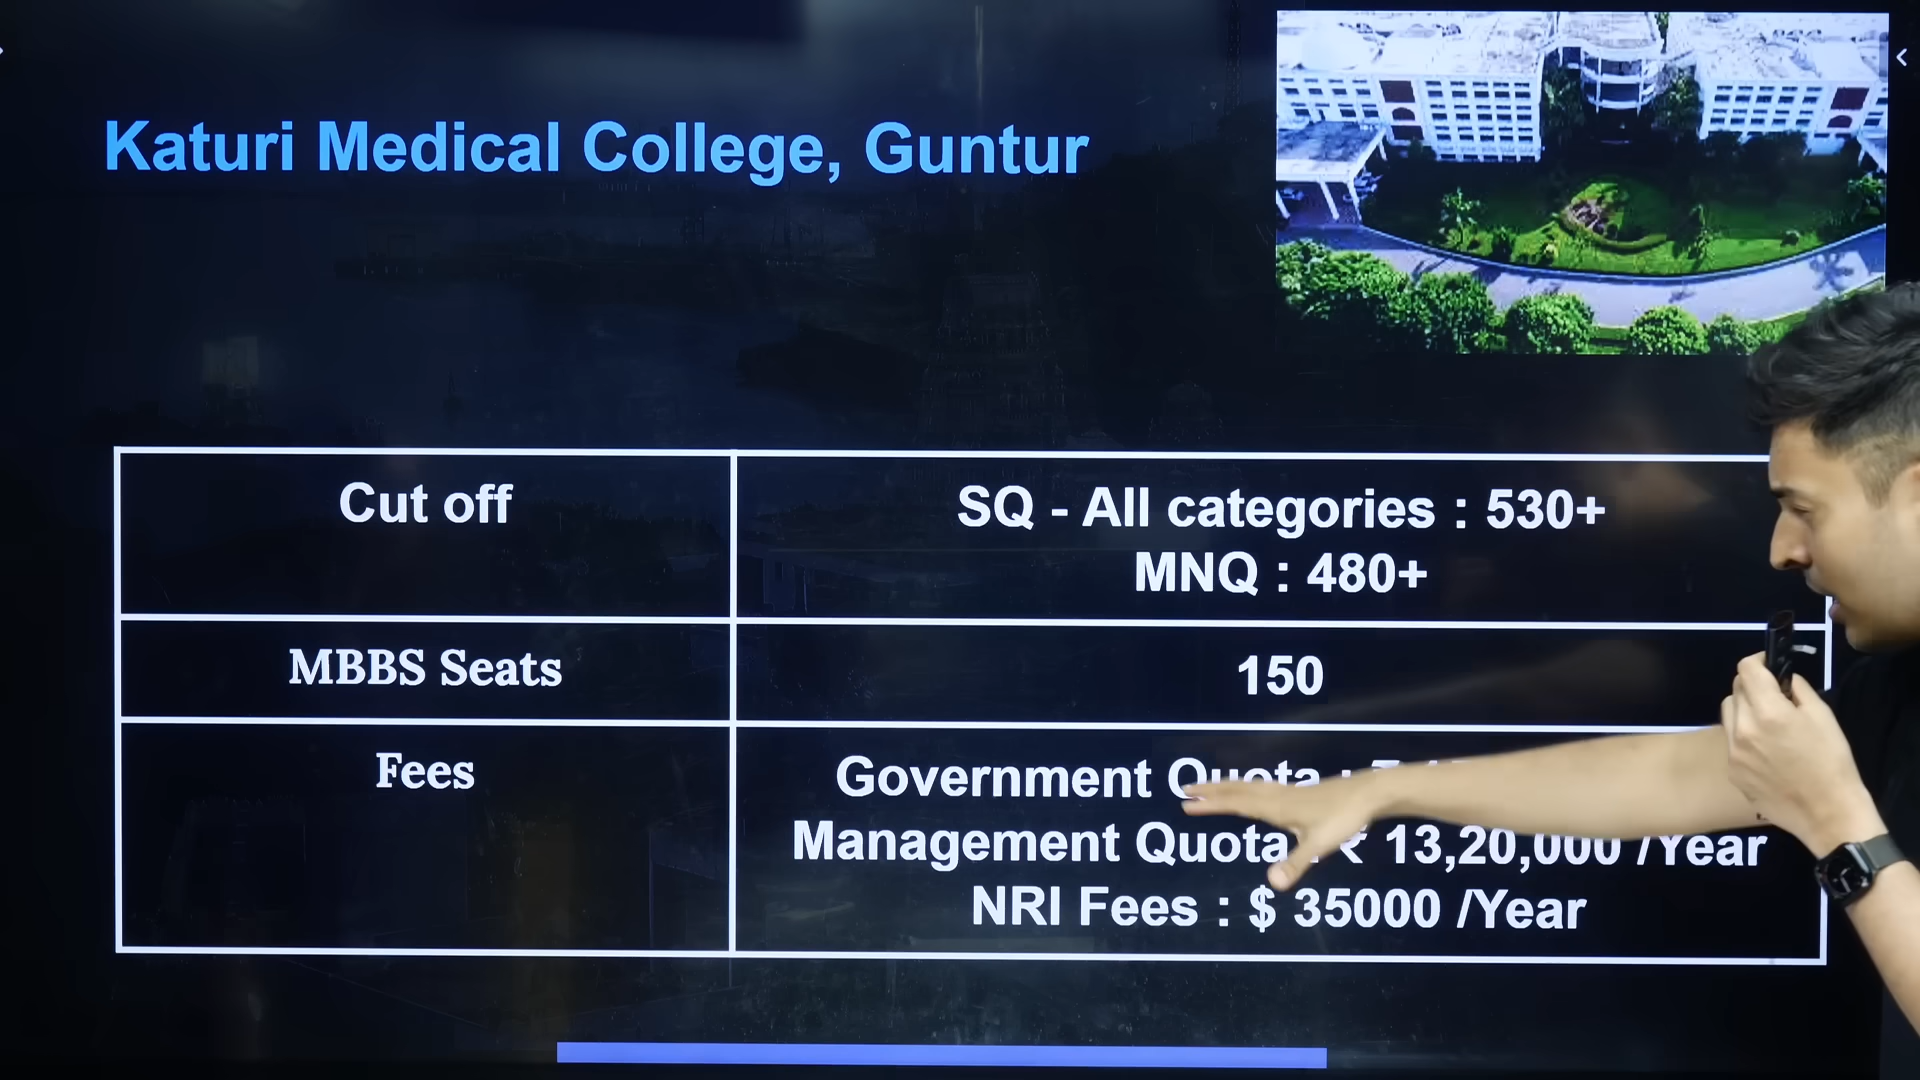 Katuri Medical College, Guntur
Cut off
SQ - All categories : 530+
MNQ : 480+
MBBS Seats
150
Fees
Government Quota :
Management Quota : ₹ 13,20,000 /Year
NRI Fees : $ 35000 /Year